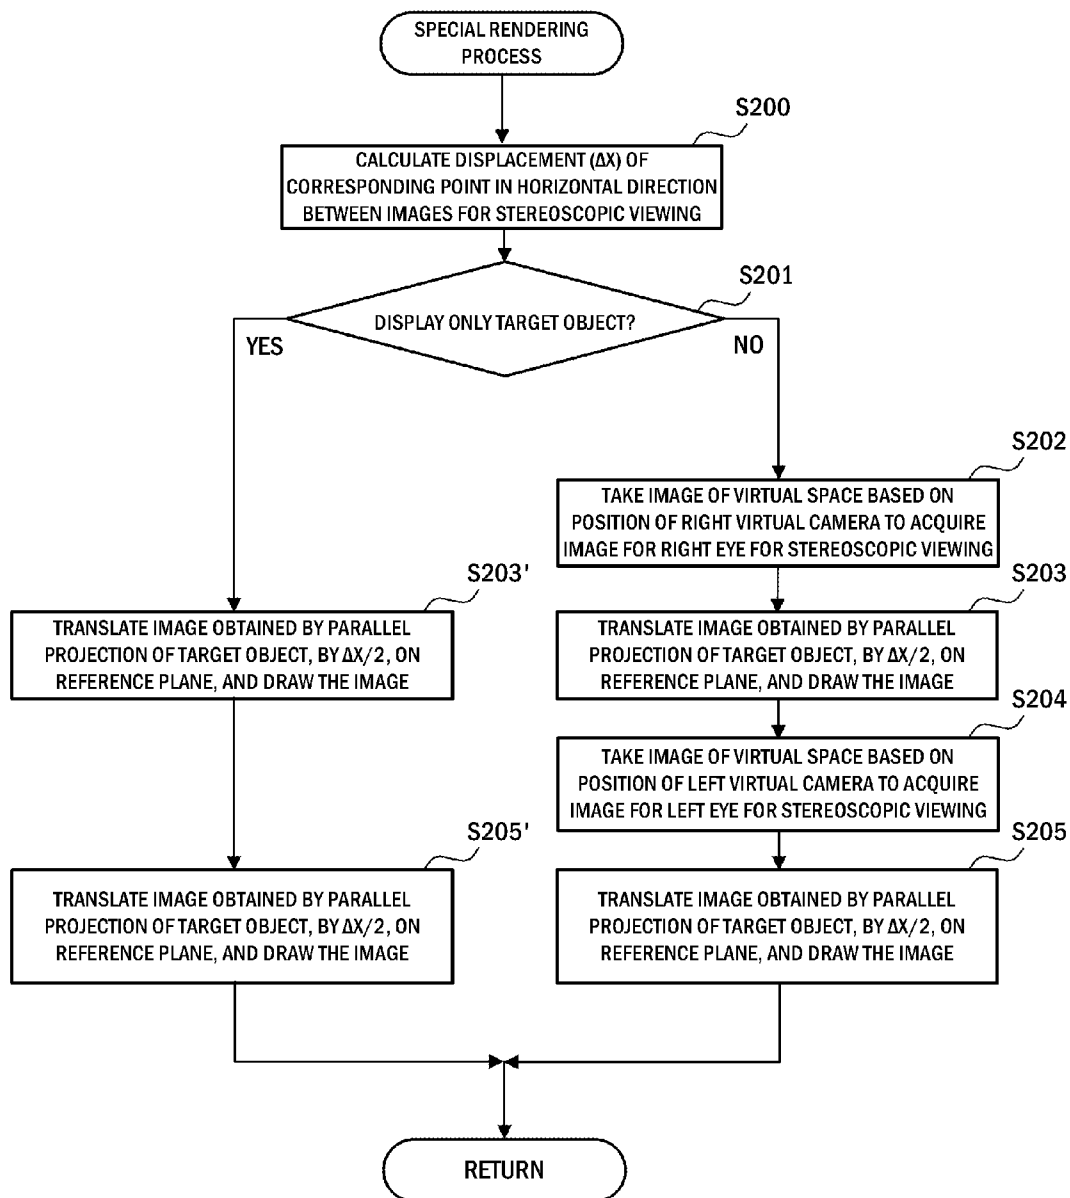 SPECIAL RENDERING
PROCESS
S200
CALCULATE DISPLACEMENT (ΔX) OF
CORRESPONDING POINT IN HORIZONTAL DIRECTION
BETWEEN IMAGES FOR STEREOSCOPIC VIEWING
S201
DISPLAY ONLY TARGET OBJECT?
YES
NO
S202
TAKE IMAGE OF VIRTUAL SPACE BASED ON
POSITION OF RIGHT VIRTUAL CAMERA TO ACQUIRE
IMAGE FOR RIGHT EYE FOR STEREOSCOPIC VIEWING
S203'
TRANSLATE IMAGE OBTAINED BY PARALLEL
PROJECTION OF TARGET OBJECT, BY ΔX/2, ON
REFERENCE PLANE, AND DRAW THE IMAGE
S203
TRANSLATE IMAGE OBTAINED BY PARALLEL
PROJECTION OF TARGET OBJECT, BY ΔX/2, ON
REFERENCE PLANE, AND DRAW THE IMAGE
S204
TAKE IMAGE OF VIRTUAL SPACE BASED ON
POSITION OF LEFT VIRTUAL CAMERA TO ACQUIRE
IMAGE FOR LEFT EYE FOR STEREOSCOPIC VIEWING
S205'
TRANSLATE IMAGE OBTAINED BY PARALLEL
PROJECTION OF TARGET OBJECT, BY ΔX/2, ON
REFERENCE PLANE, AND DRAW THE IMAGE
S205
TRANSLATE IMAGE OBTAINED BY PARALLEL
PROJECTION OF TARGET OBJECT, BY ΔX/2, ON
REFERENCE PLANE, AND DRAW THE IMAGE
RETURN